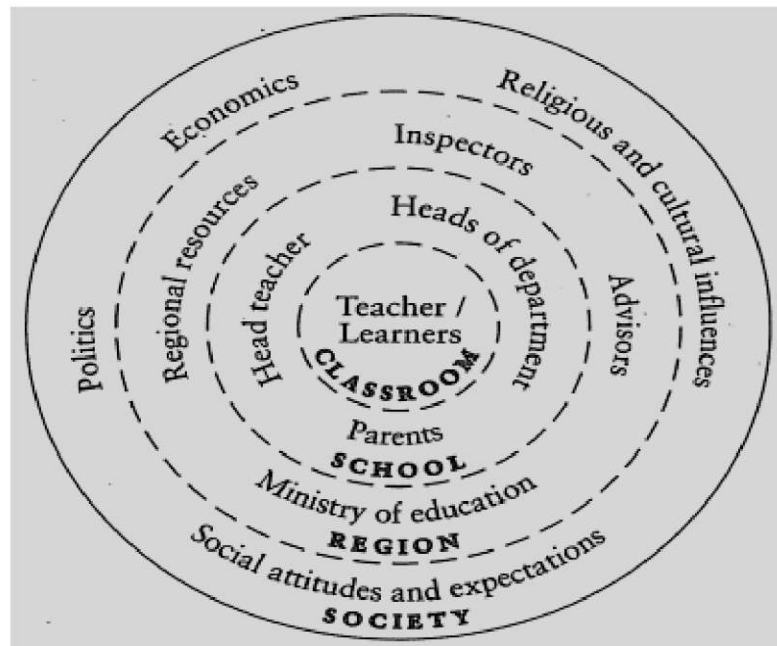 Economics
Religious and cultural influences
Politics
Inspectors
Regional resources
Advisors
Heads of department
Head teacher
Teacher /
Learners
CLASSROOM
Parents
SCHOOL
Ministry of education
REGION
Social attitudes and expectations
SOCIETY